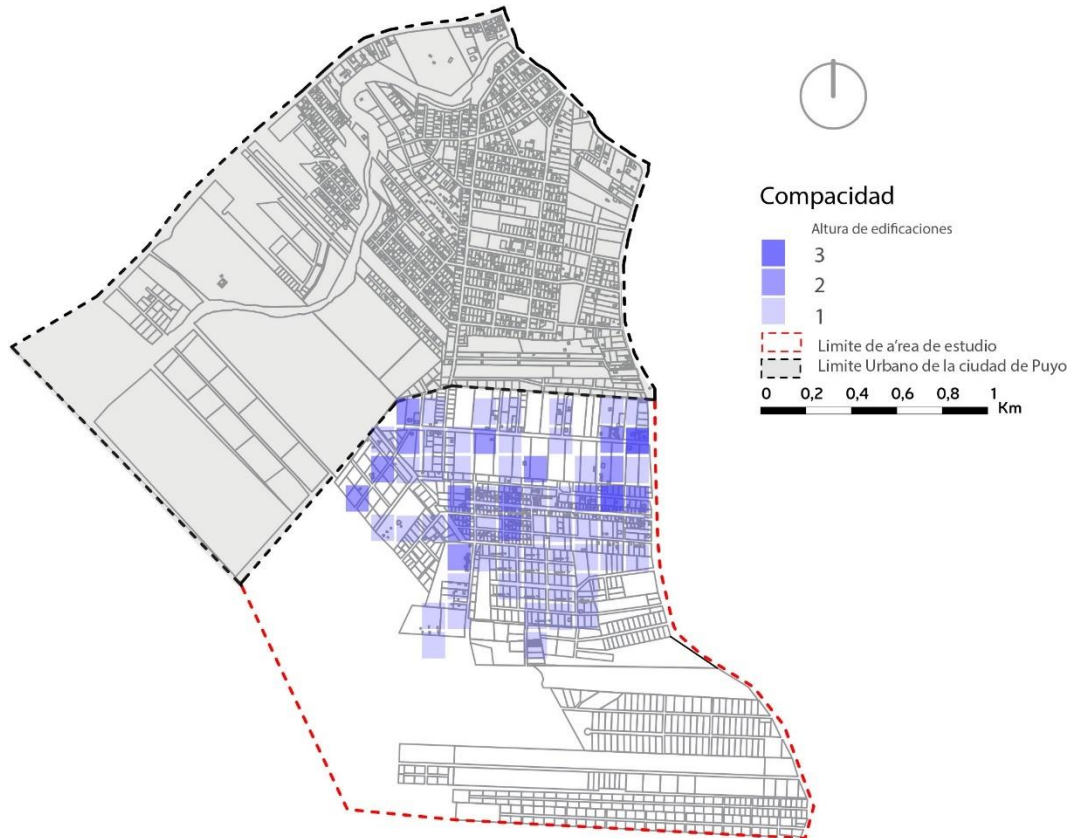 Compacidad
Altura de edificaciones
3
2
1
Limite de a'rea de estudio
Limite Urbano de la ciudad de Puyo
0 0,2 0,4 0,6 0,8 1
Km